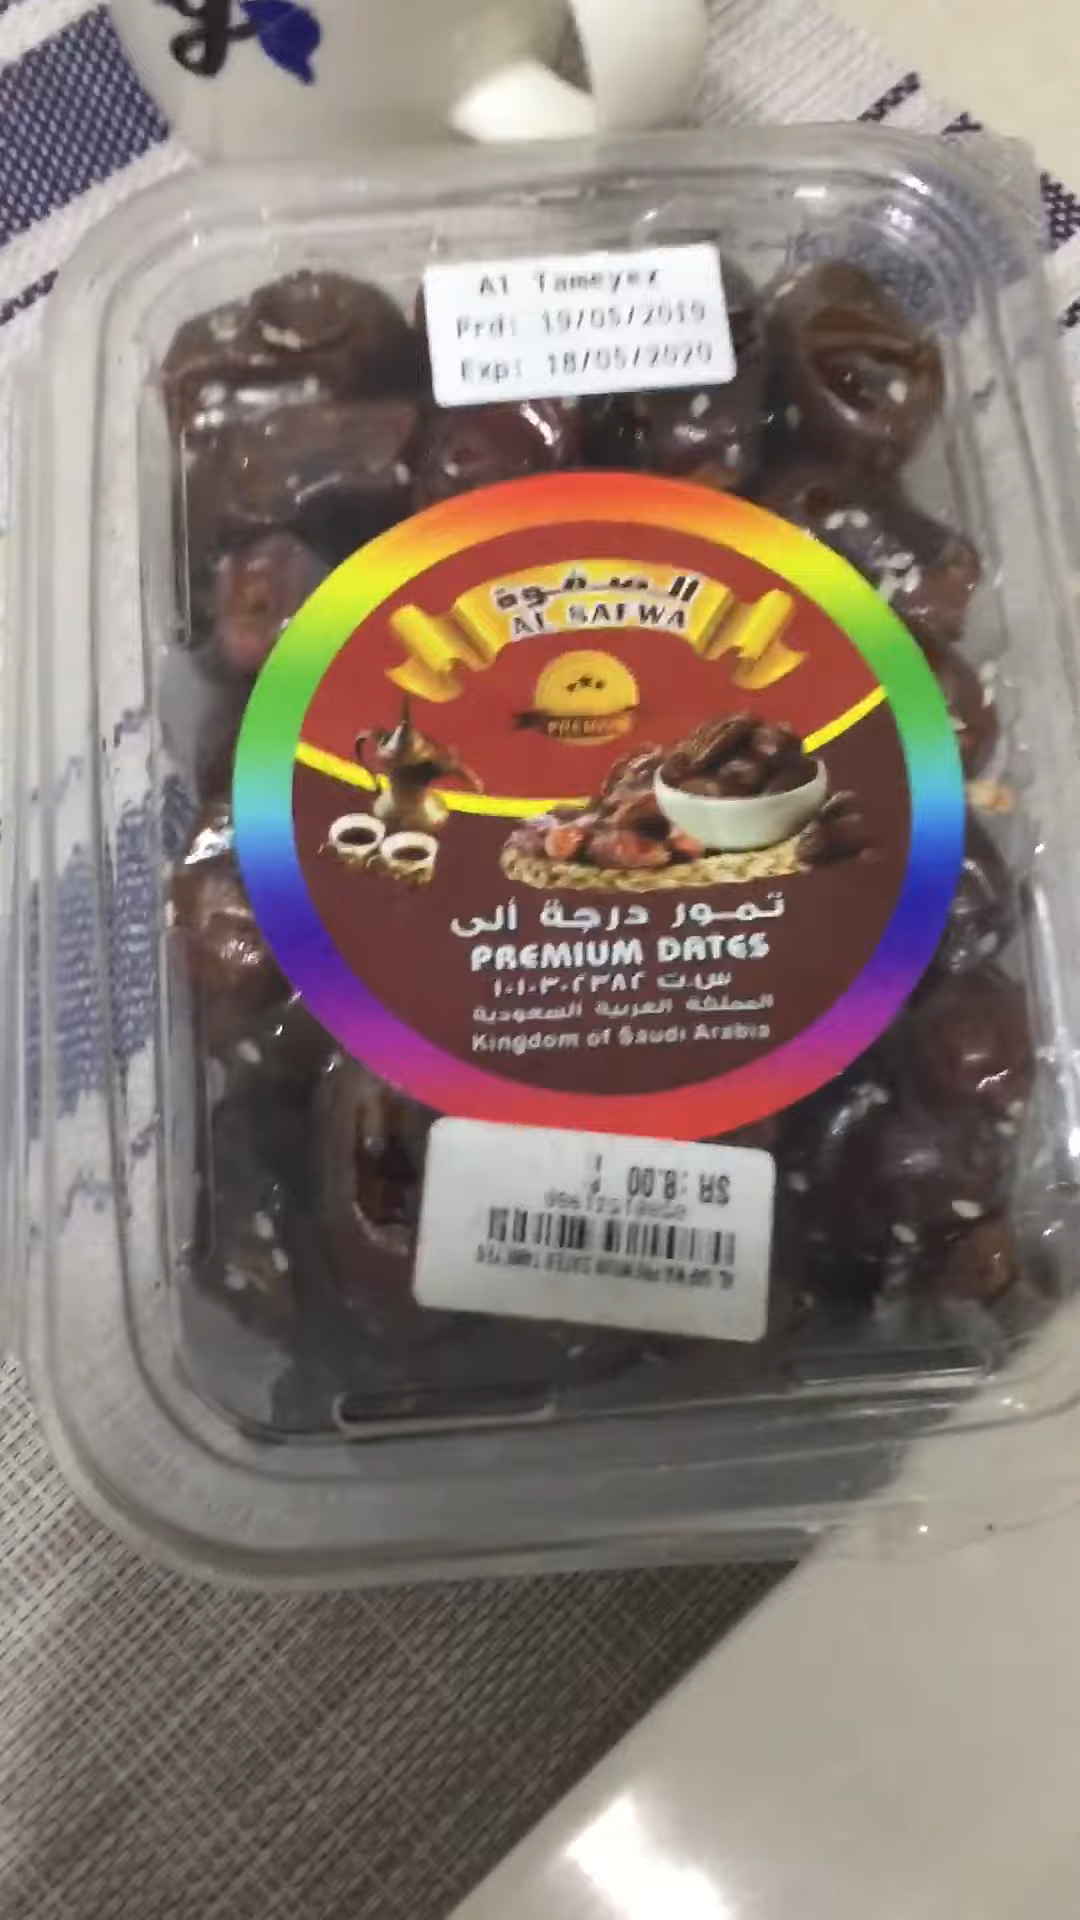 Al Tameyez
Prd: 19/05/2019
Exp: 18/05/2020
الصفوة
AL SAFWA
PREMIUM
تمور درجة ألى
PREMIUM DATES
س.ت ١٠١٠٣٠٢٣٨٢
المملكة العربية السعودية
Kingdom of Saudi Arabia
AL SAFWA PREMIUM DATES
SR : 8.00